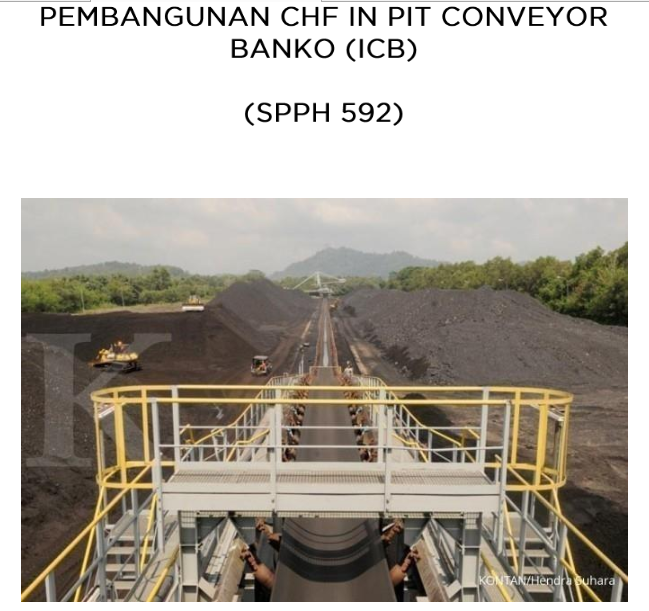 PEMBANGUNAN CHF IN PIT CONVEYOR
BANKO (ICB)
(SPPH 592)
K
KONTAN/Hendra Suhara